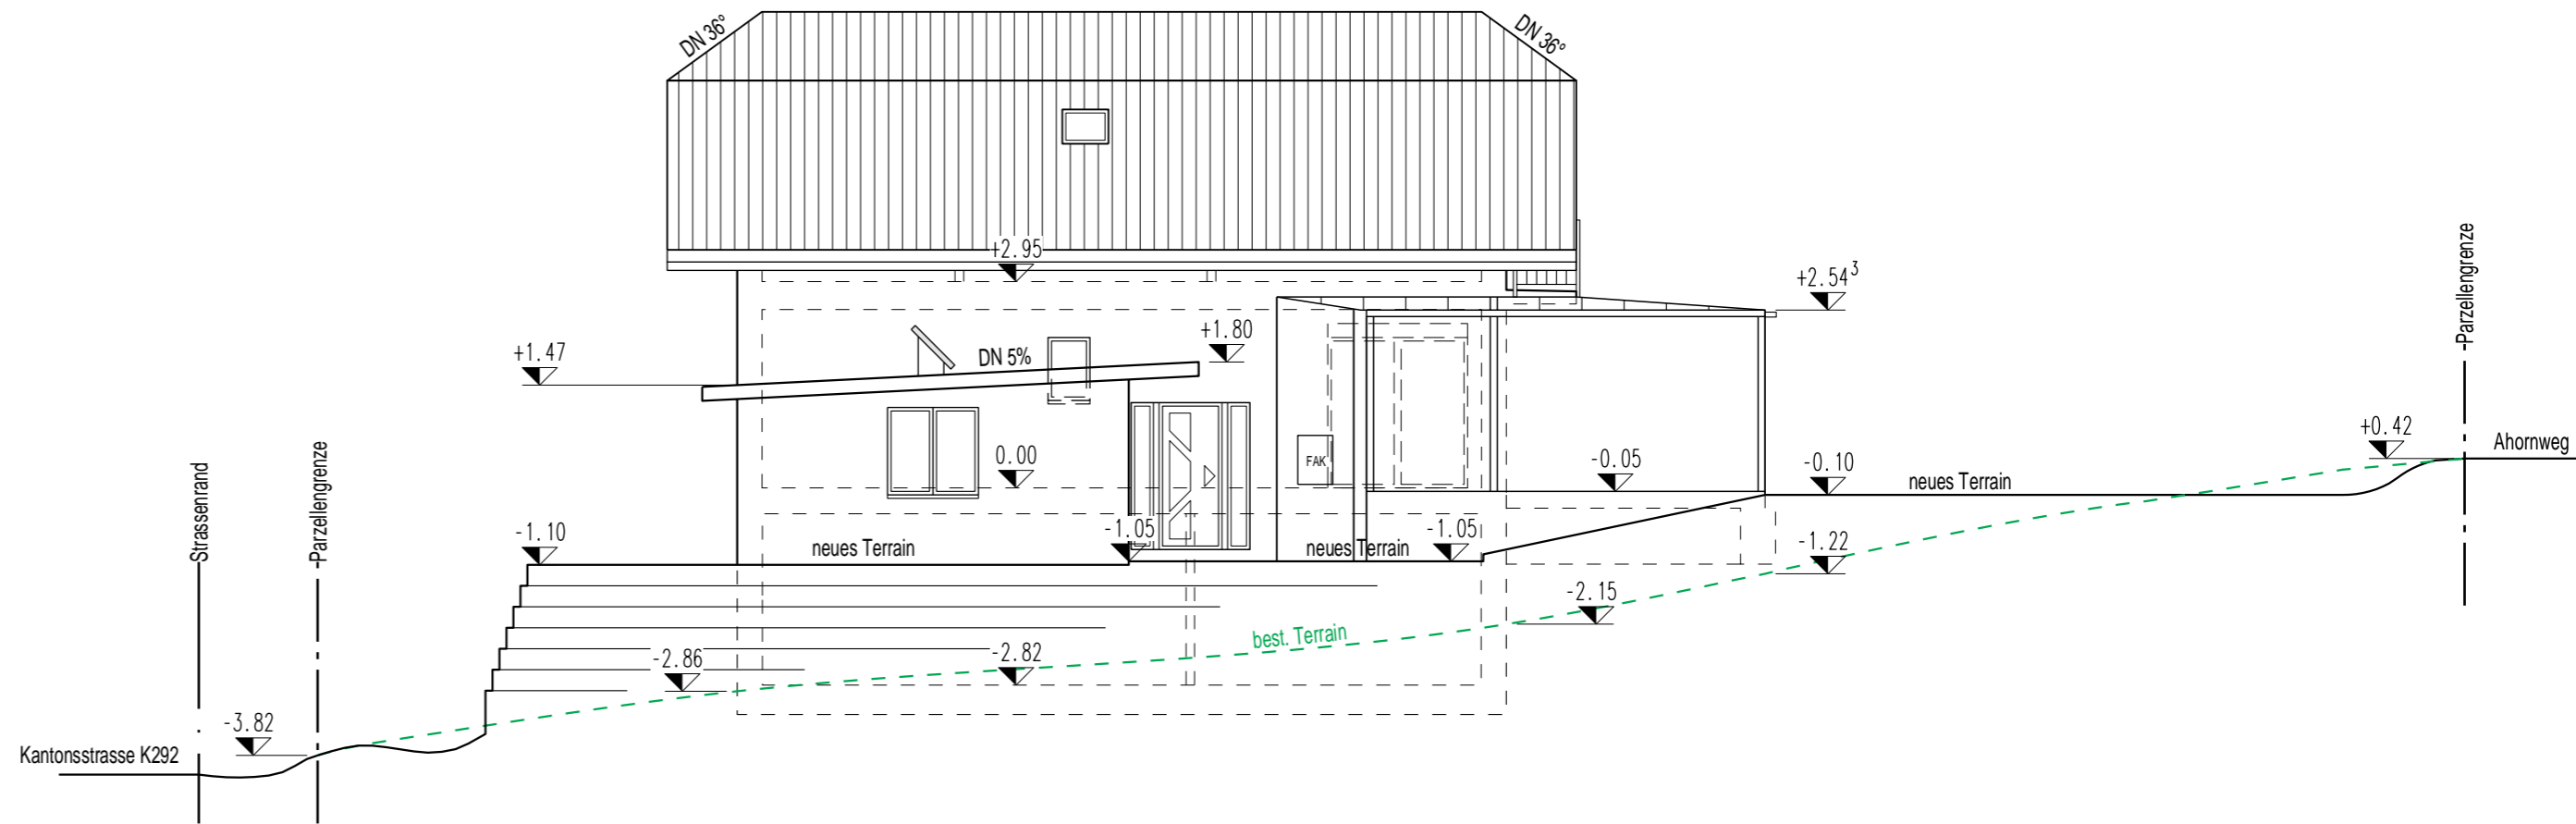 DN 36°
DN 36°
+2.95
+2.54³
+1.80
+1.47
DN 5%
+0.42
Ahornweg
Parzellengrenze
FAK
0.00
-0.05
-0.10
neues Terrain
Strassenrand
Parzellengrenze
-1.10
neues Terrain
-1.05
neues Terrain
-1.05
-1.22
-2.15
best. Terrain
-2.86
-2.82
-3.82
Kantonsstrasse K292